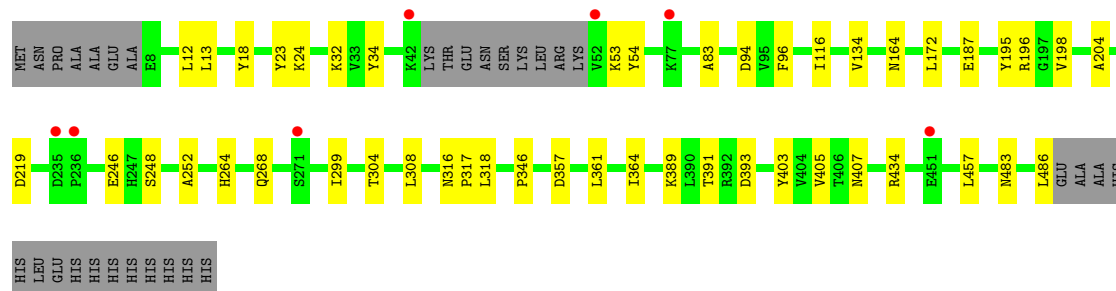 MET ASN PRO ALA ALA GLU ALA E8 L12 L13 Y18 Y23 K24 K32 V33 Y34 K42 LYS THR GLU ASN SER LYS LEU ARG LYS V52 K53 Y54 K77 A83 D94 V95 F96 I116 V134 N164 L172 E187 Y195 R196 G197 V198 A204
D219 D235 P236 E246 H247 S248 A252 H264 Q268 S271 I299 T304 L308 N316 P317 L318 P346 D357 L361 I364 K389 L390 T391 R392 D393 Y403 V404 V405 T406 N407 R434 E451 L457 N483 L486 GLU ALA ALA HIS
HIS LEU GLU HIS HIS HIS HIS HIS HIS HIS